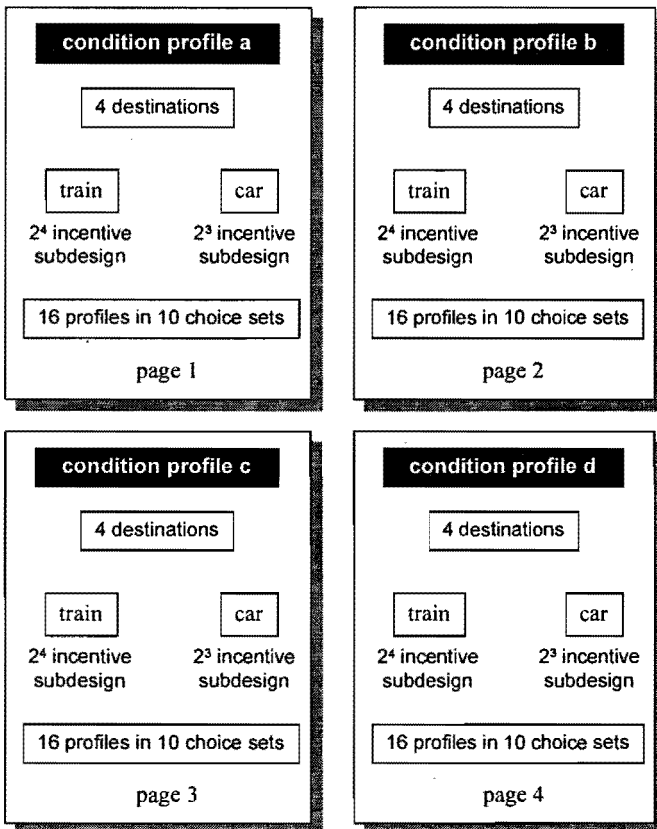 condition profile a
4 destinations
train car
2⁴ incentive subdesign 2³ incentive subdesign
16 profiles in 10 choice sets
page 1
condition profile b
4 destinations
train car
2⁴ incentive subdesign 2³ incentive subdesign
16 profiles in 10 choice sets
page 2
condition profile c
4 destinations
train car
2⁴ incentive subdesign 2³ incentive subdesign
16 profiles in 10 choice sets
page 3
condition profile d
4 destinations
train car
2⁴ incentive subdesign 2³ incentive subdesign
16 profiles in 10 choice sets
page 4